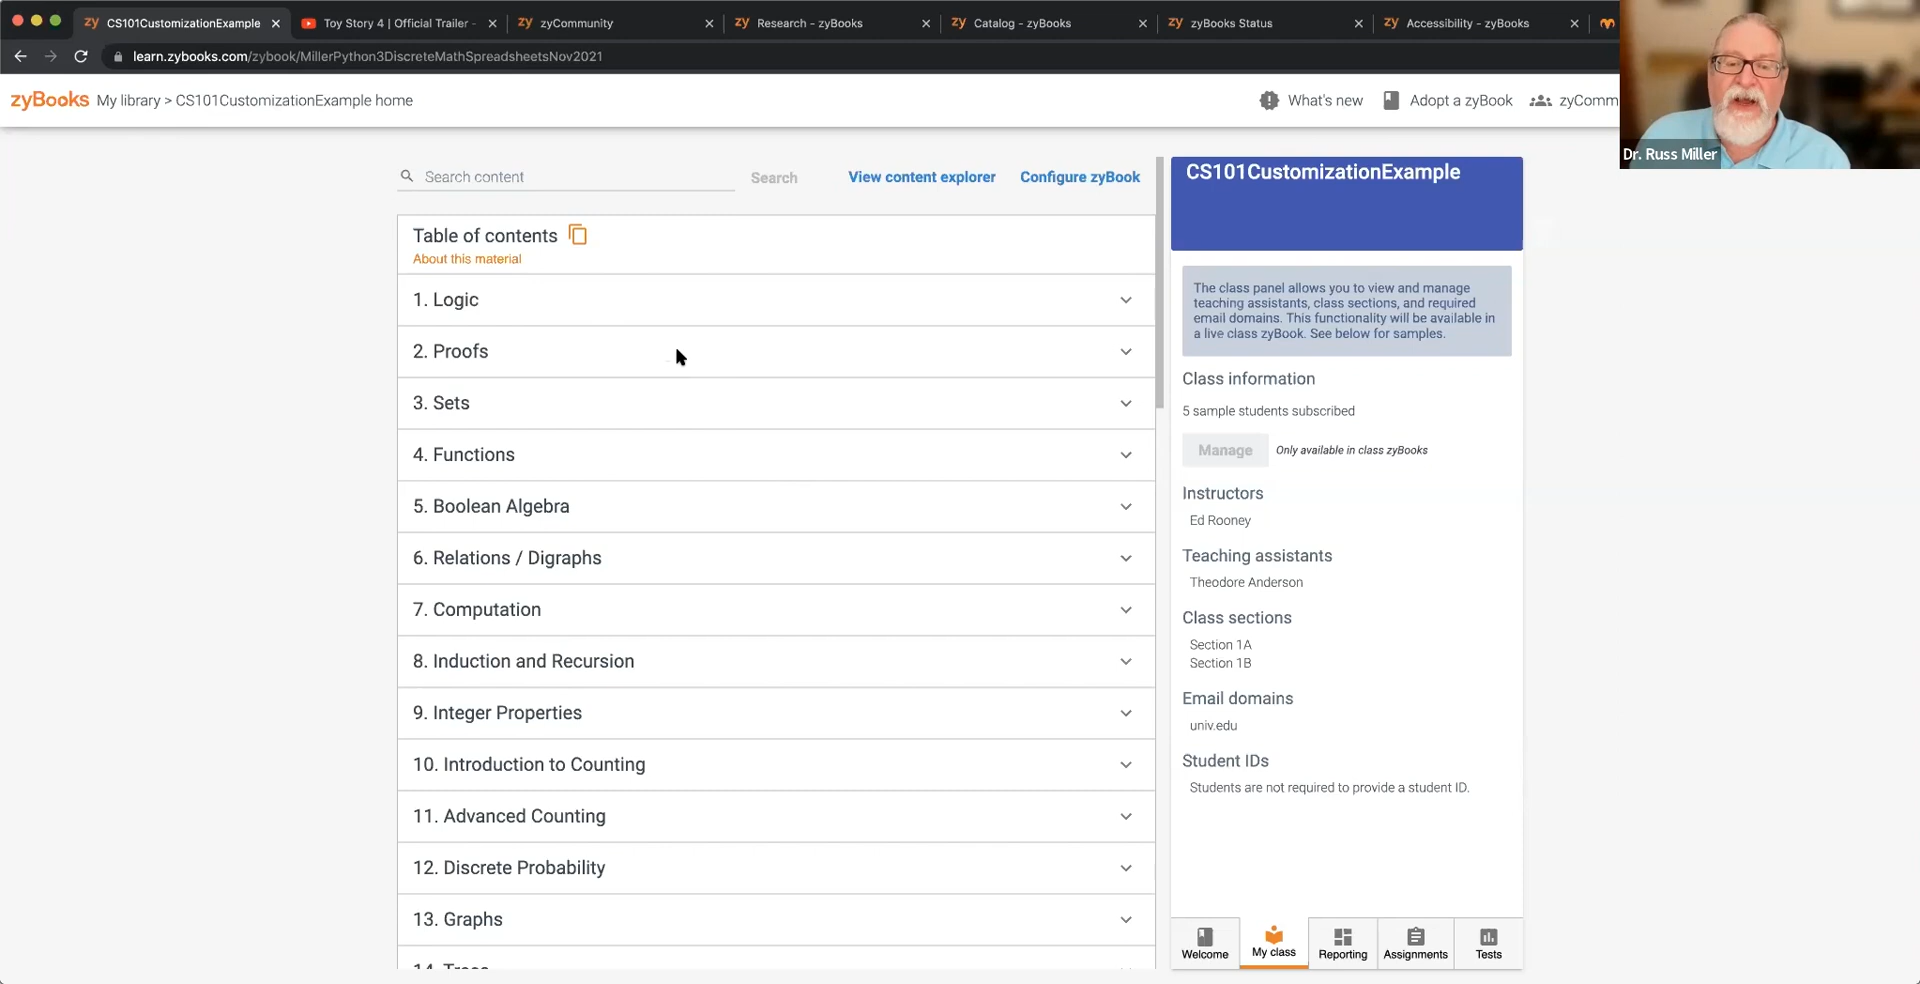 zy CS101CustomizationExample
Toy Story 4 | Official Trailer -
zy zyCommunity
zy Research - zyBooks
zy Catalog - zyBooks
zy zyBooks Status
zy Accessibility - zyBooks
learn.zybooks.com/zybook/MillerPython3DiscreteMathSpreadsheetsNov2021
zyBooks My library > CS101CustomizationExample home
What's new
Adopt a zyBook
zyComm
Dr. Russ Miller
Search content
Search
View content explorer
Configure zyBook
Table of contents
About this material
1. Logic
2. Proofs
3. Sets
4. Functions
5. Boolean Algebra
6. Relations / Digraphs
7. Computation
8. Induction and Recursion
9. Integer Properties
10. Introduction to Counting
11. Advanced Counting
12. Discrete Probability
13. Graphs
14. Trees
CS101CustomizationExample
The class panel allows you to view and manage
teaching assistants, class sections, and required
email domains. This functionality will be available in
a live class zyBook. See below for samples.
Class information
5 sample students subscribed
Manage
Only available in class zyBooks
Instructors
Ed Rooney
Teaching assistants
Theodore Anderson
Class sections
Section 1A
Section 1B
Email domains
univ.edu
Student IDs
Students are not required to provide a student ID.
Welcome
My class
Reporting
Assignments
Tests